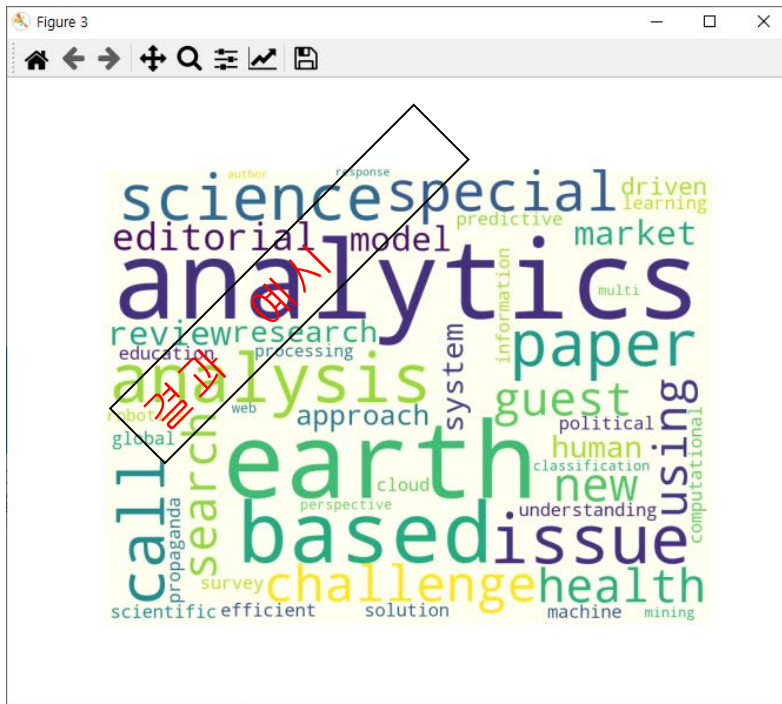 Figure 3
author
response
science
special
driven
learning
predictive
editorial
model
market
analytics
information
multi
review
research
education
processing
system
paper
analysis
robot
web
approach
guest
political
using
global
human
computational
call
search
earth
classification
cloud
new
propaganda
perspective
understanding
based
issue
survey
challenge
health
scientific
efficient
solution
machine
mining
결과 예시